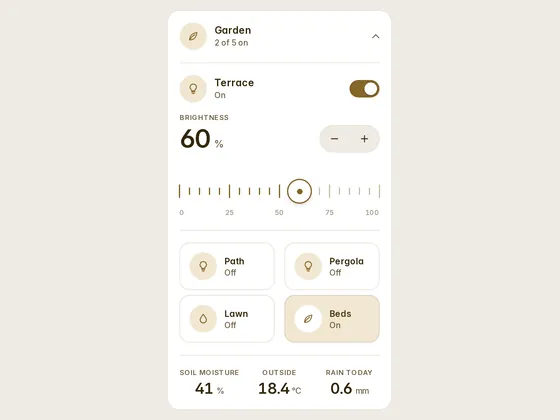 Garden
2 of 5 on
Terrace
On
BRIGHTNESS
60 %
0 25 50 75 100
Path
Off
Pergola
Off
Lawn
Off
Beds
On
SOIL MOISTURE OUTSIDE RAIN TODAY
41 % 18.4 °C 0.6 mm